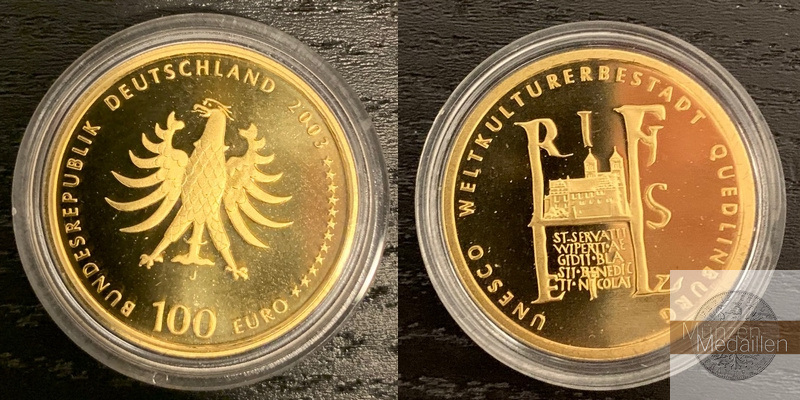 BUNDESREPUBLIK DEUTSCHLAND 2003
J
100 EURO
UNESCO WELTKULTURERBESTADT QUEDLINBURG
ST·SERVATII
WIPERTI·AE
GIDII·BLA
SII·BENEDIC
TI·NICOLAI
Münzen
Medaillen